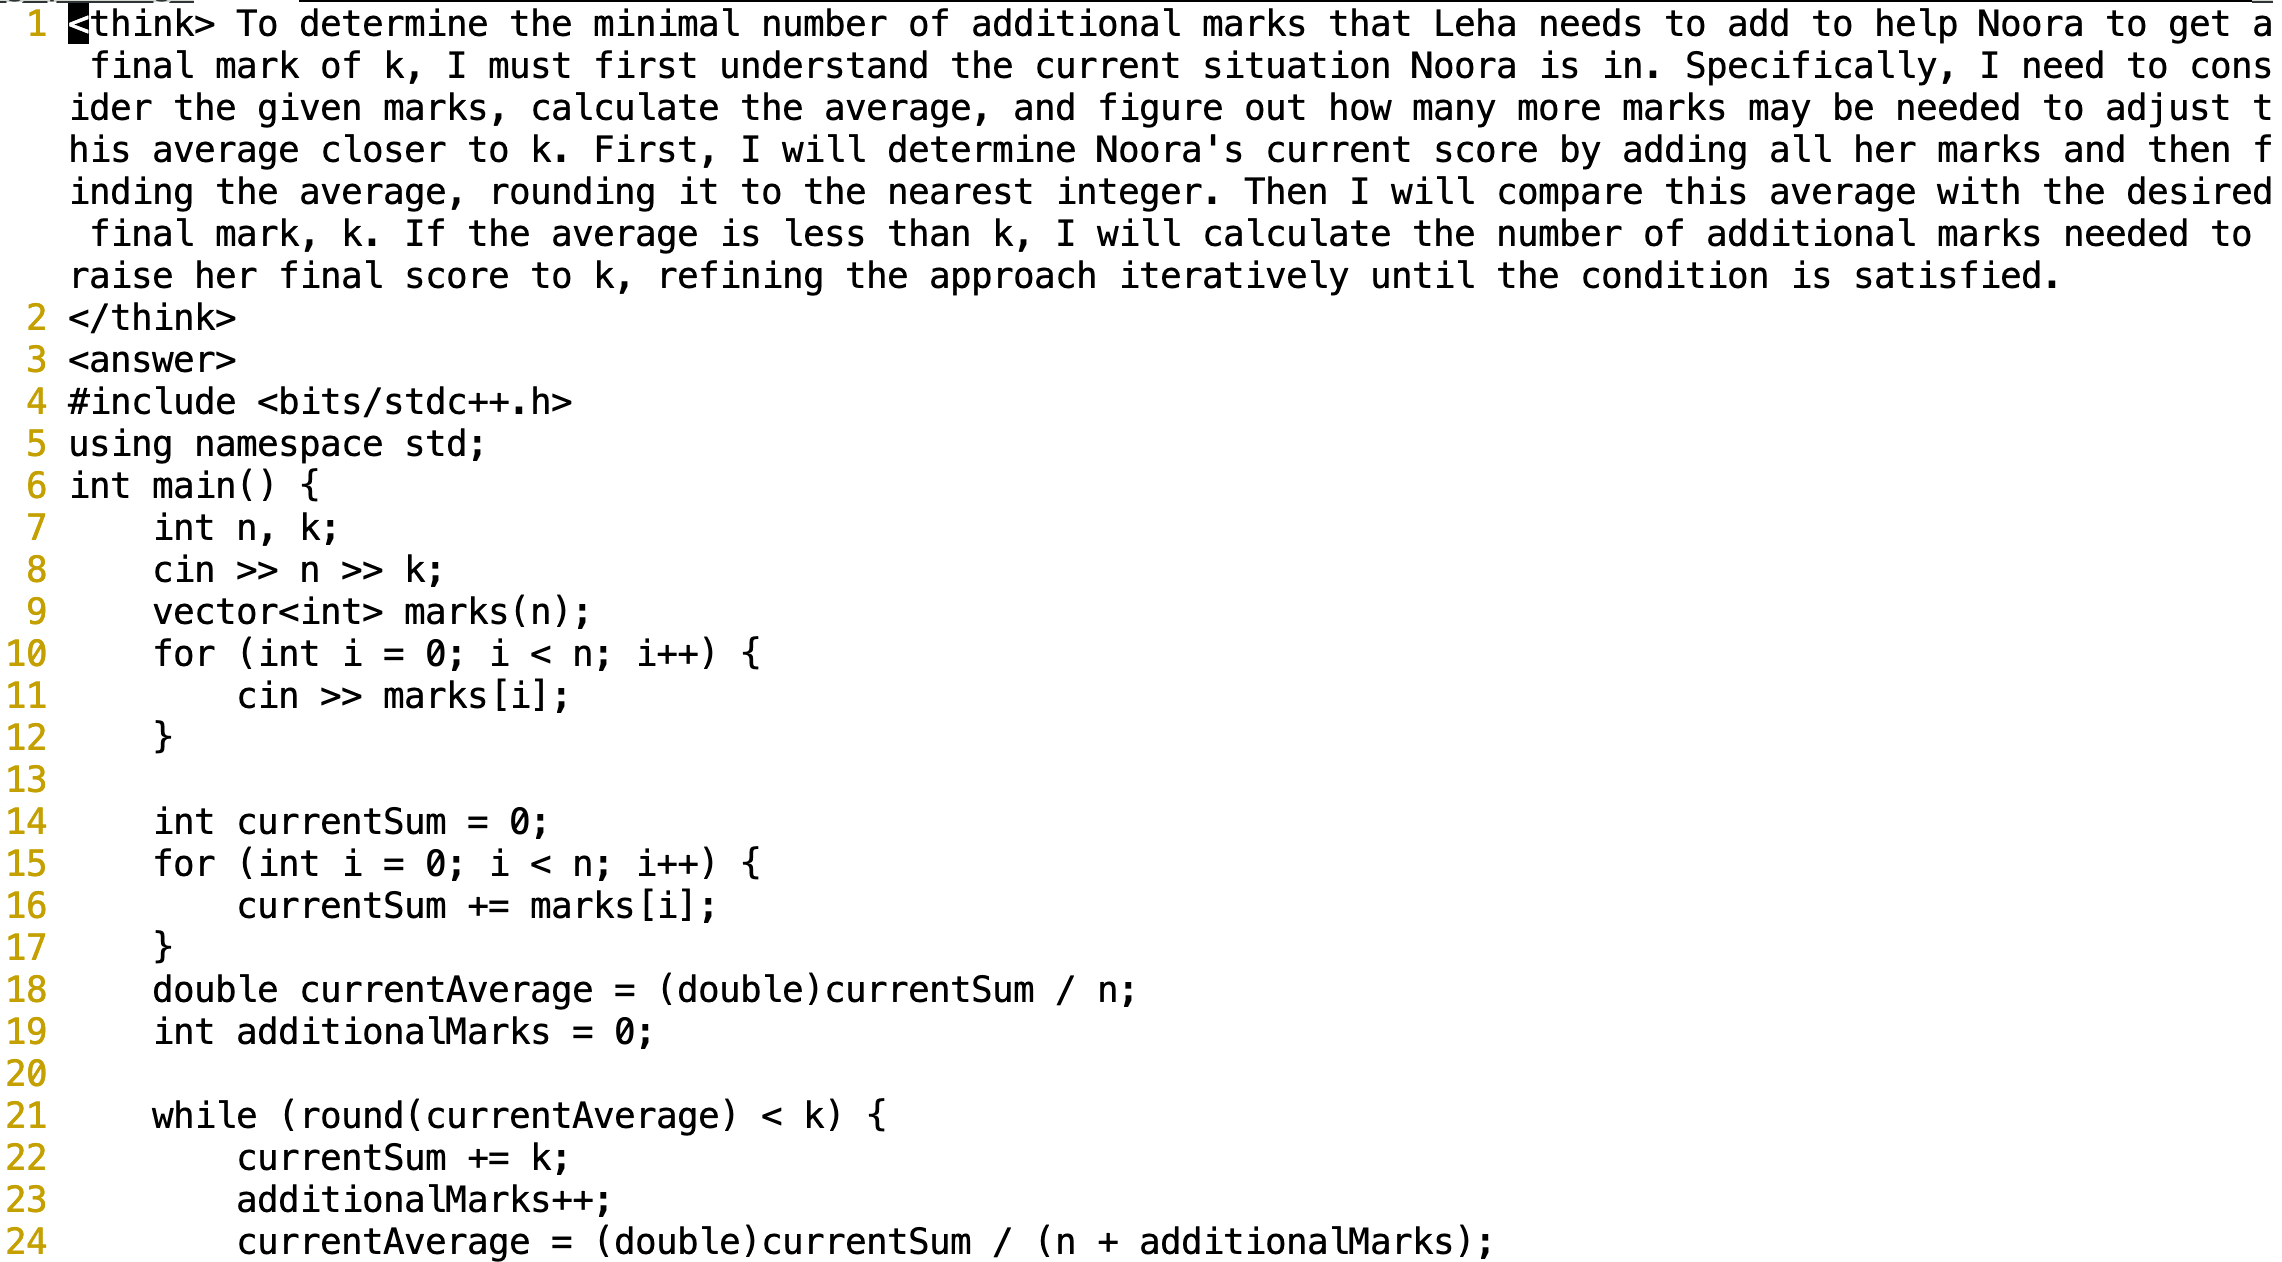 1 <think> To determine the minimal number of additional marks that Leha needs to add to help Noora to get a
 final mark of k, I must first understand the current situation Noora is in. Specifically, I need to cons
ider the given marks, calculate the average, and figure out how many more marks may be needed to adjust t
his average closer to k. First, I will determine Noora's current score by adding all her marks and then f
inding the average, rounding it to the nearest integer. Then I will compare this average with the desired
 final mark, k. If the average is less than k, I will calculate the number of additional marks needed to
raise her final score to k, refining the approach iteratively until the condition is satisfied.
2 </think>
3 <answer>
4 #include <bits/stdc++.h>
5 using namespace std;
6 int main() {
7     int n, k;
8     cin >> n >> k;
9     vector<int> marks(n);
10     for (int i = 0; i < n; i++) {
11         cin >> marks[i];
12     }
13
14     int currentSum = 0;
15     for (int i = 0; i < n; i++) {
16         currentSum += marks[i];
17     }
18     double currentAverage = (double)currentSum / n;
19     int additionalMarks = 0;
20
21     while (round(currentAverage) < k) {
22         currentSum += k;
23         additionalMarks++;
24         currentAverage = (double)currentSum / (n + additionalMarks);